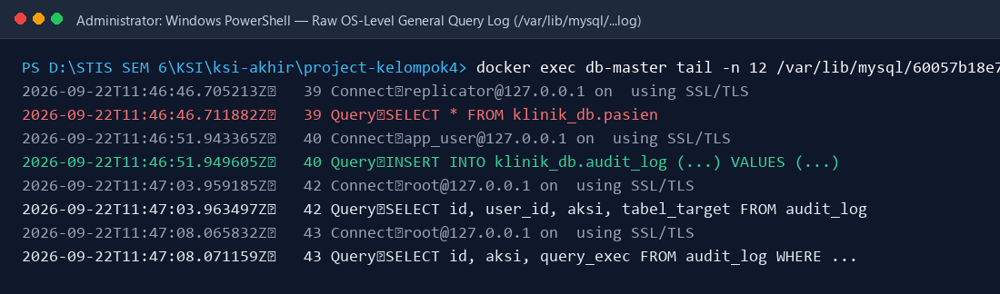 Administrator: Windows PowerShell — Raw OS-Level General Query Log (/var/lib/mysql/...log)
PS D:\STIS SEM 6\KSI\ksi-akhir\project-kelompok4> docker exec db-master tail -n 12 /var/lib/mysql/60057b18e7
2026-09-22T11:46:46.705213Z 39 Connect replicator@127.0.0.1 on  using SSL/TLS
2026-09-22T11:46:46.711882Z 39 Query SELECT * FROM klinik_db.pasien
2026-09-22T11:46:51.943365Z 40 Connect app_user@127.0.0.1 on  using SSL/TLS
2026-09-22T11:46:51.949605Z 40 Query INSERT INTO klinik_db.audit_log (...) VALUES (...)
2026-09-22T11:47:03.959185Z 42 Connect root@127.0.0.1 on  using SSL/TLS
2026-09-22T11:47:03.963497Z 42 Query SELECT id, user_id, aksi, tabel_target FROM audit_log
2026-09-22T11:47:08.065832Z 43 Connect root@127.0.0.1 on  using SSL/TLS
2026-09-22T11:47:08.071159Z 43 Query SELECT id, aksi, query_exec FROM audit_log WHERE ...